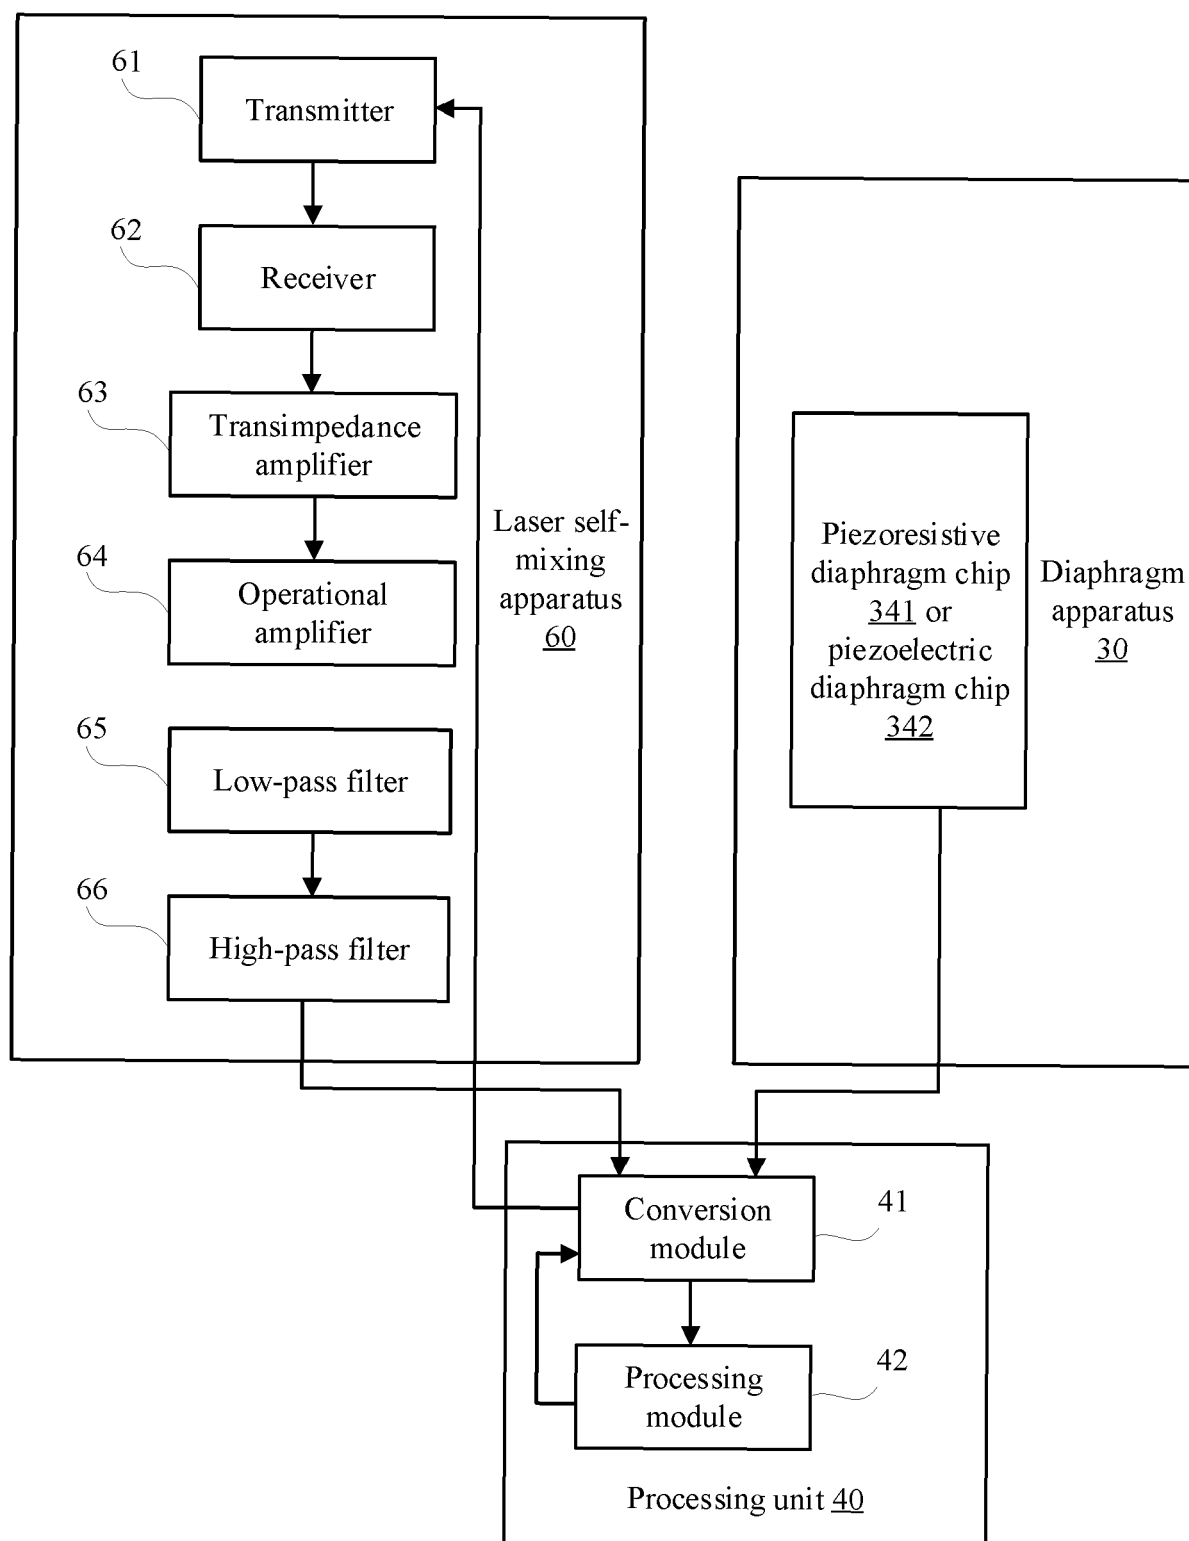 61
Transmitter
62
Receiver
63
Transimpedance
amplifier
64
Operational
amplifier
65
Low-pass filter
66
High-pass filter
Laser self-
mixing
apparatus
60
Piezoresistive
diaphragm chip
341 or
piezoelectric
diaphragm chip
342
Diaphragm
apparatus
30
Conversion
module
41
Processing
module
42
Processing unit 40